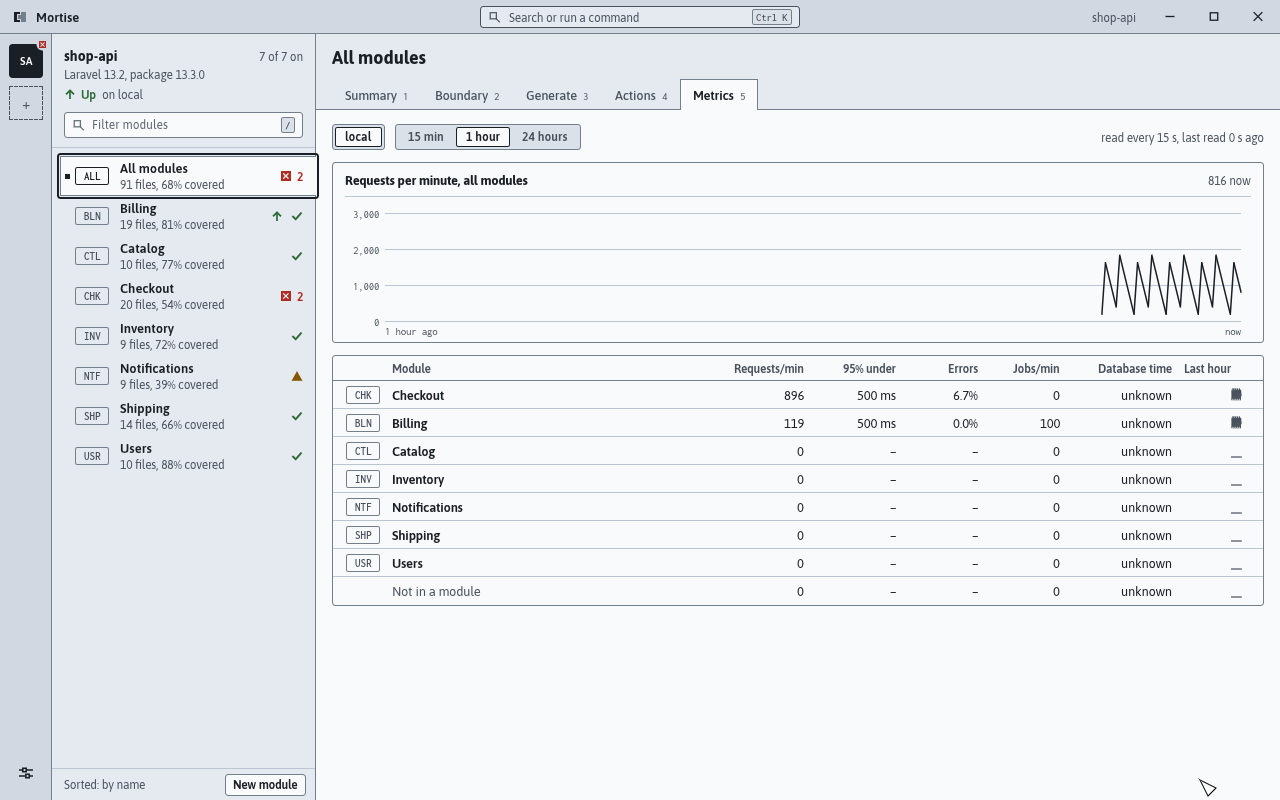 Mortise
Search or run a command
Ctrl K
shop-api
SA
+
shop-api
7 of 7 on
Laravel 13.2, package 13.3.0
Up on local
Filter modules
/
ALL
All modules
91 files, 68% covered
2
BLN
Billing
19 files, 81% covered
CTL
Catalog
10 files, 77% covered
CHK
Checkout
20 files, 54% covered
2
INV
Inventory
9 files, 72% covered
NTF
Notifications
9 files, 39% covered
SHP
Shipping
14 files, 66% covered
USR
Users
10 files, 88% covered
Sorted: by name
New module
All modules
Summary 1
Boundary 2
Generate 3
Actions 4
Metrics 5
local
15 min
1 hour
24 hours
read every 15 s, last read 0 s ago
Requests per minute, all modules
816 now
3,000
2,000
1,000
0
1 hour ago
now
Module Requests/min 95% under Errors Jobs/min Database time Last hour
CHK Checkout 896 500 ms 6.7% 0 unknown
BLN Billing 119 500 ms 0.0% 100 unknown
CTL Catalog 0 – – 0 unknown
INV Inventory 0 – – 0 unknown
NTF Notifications 0 – – 0 unknown
SHP Shipping 0 – – 0 unknown
USR Users 0 – – 0 unknown
Not in a module 0 – – 0 unknown